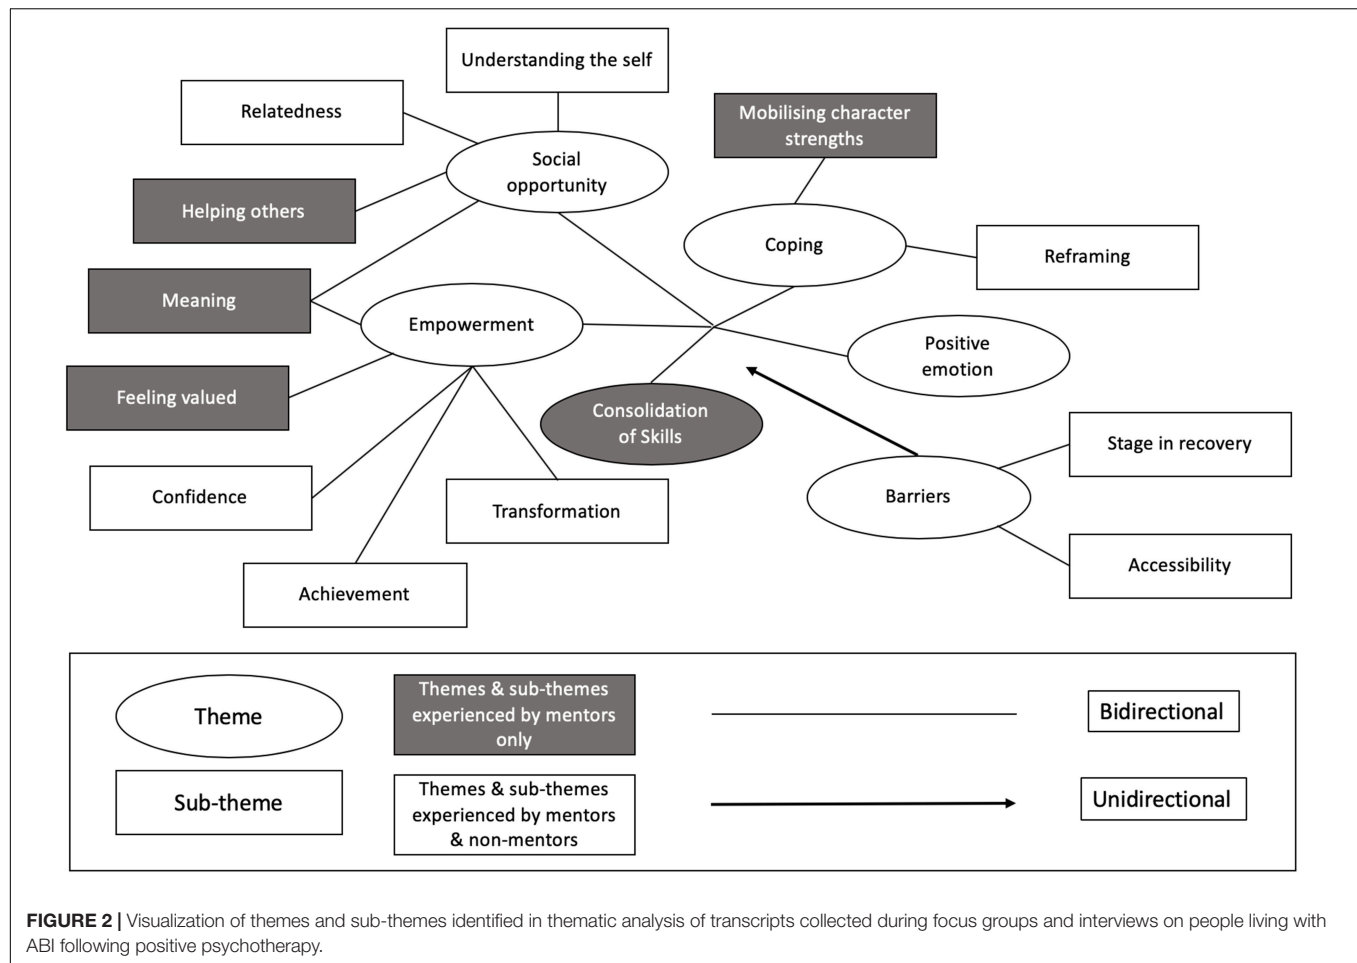 Understanding the self
Relatedness
Mobilising character
strengths
Social
opportunity
Helping others
Coping
Reframing
Meaning
Empowerment
Positive
emotion
Feeling valued
Consolidation
of Skills
Stage in recovery
Confidence
Transformation
Barriers
Accessibility
Achievement
Theme
Themes & sub-themes
experienced by mentors
only
Bidirectional
Sub-theme
Themes & sub-themes
experienced by mentors
& non-mentors
Unidirectional
FIGURE 2 | Visualization of themes and sub-themes identified in thematic analysis of transcripts collected during focus groups and interviews on people living with
ABI following positive psychotherapy.